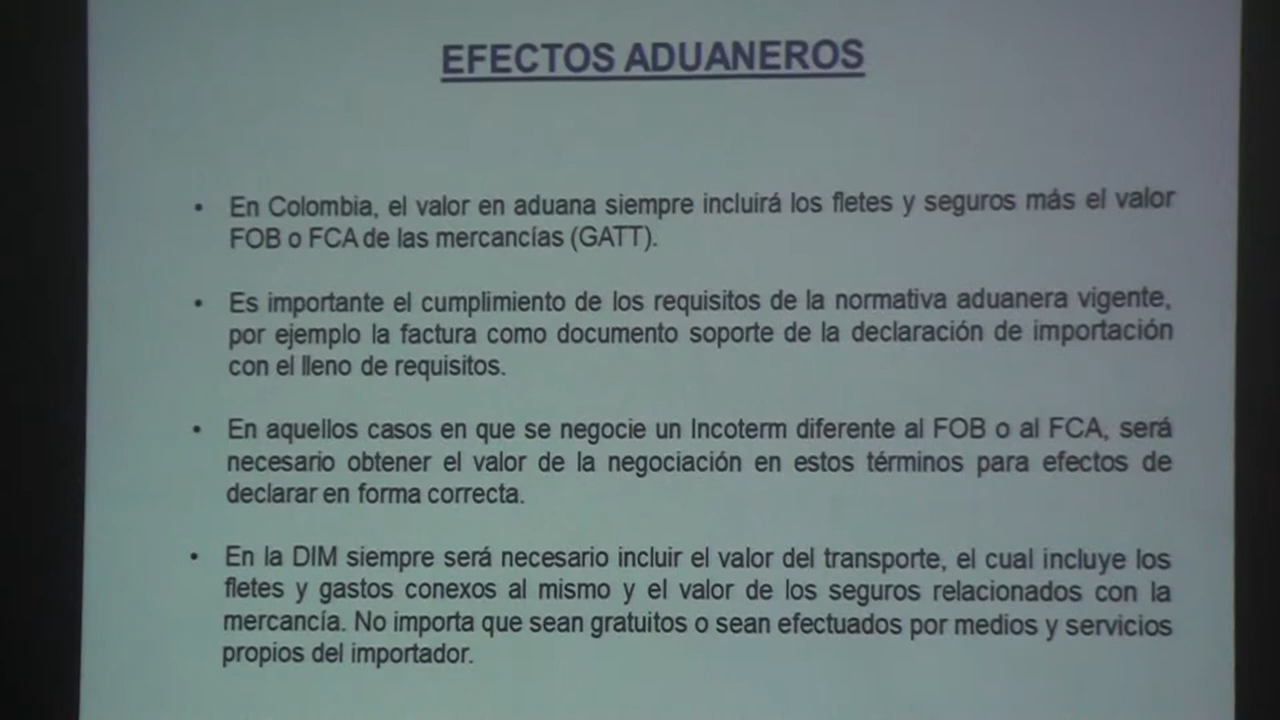 EFECTOS ADUANEROS
• En Colombia, el valor en aduana siempre incluirá los fletes y seguros más el valor
FOB o FCA de las mercancías (GATT).
• Es importante el cumplimiento de los requisitos de la normativa aduanera vigente,
por ejemplo la factura como documento soporte de la declaración de importación
con el lleno de requisitos.
• En aquellos casos en que se negocie un Incoterm diferente al FOB o al FCA, será
necesario obtener el valor de la negociación en estos términos para efectos de
declarar en forma correcta.
• En la DIM siempre será necesario incluir el valor del transporte, el cual incluye los
fletes y gastos conexos al mismo y el valor de los seguros relacionados con la
mercancía. No importa que sean gratuitos o sean efectuados por medios y servicios
propios del importador.